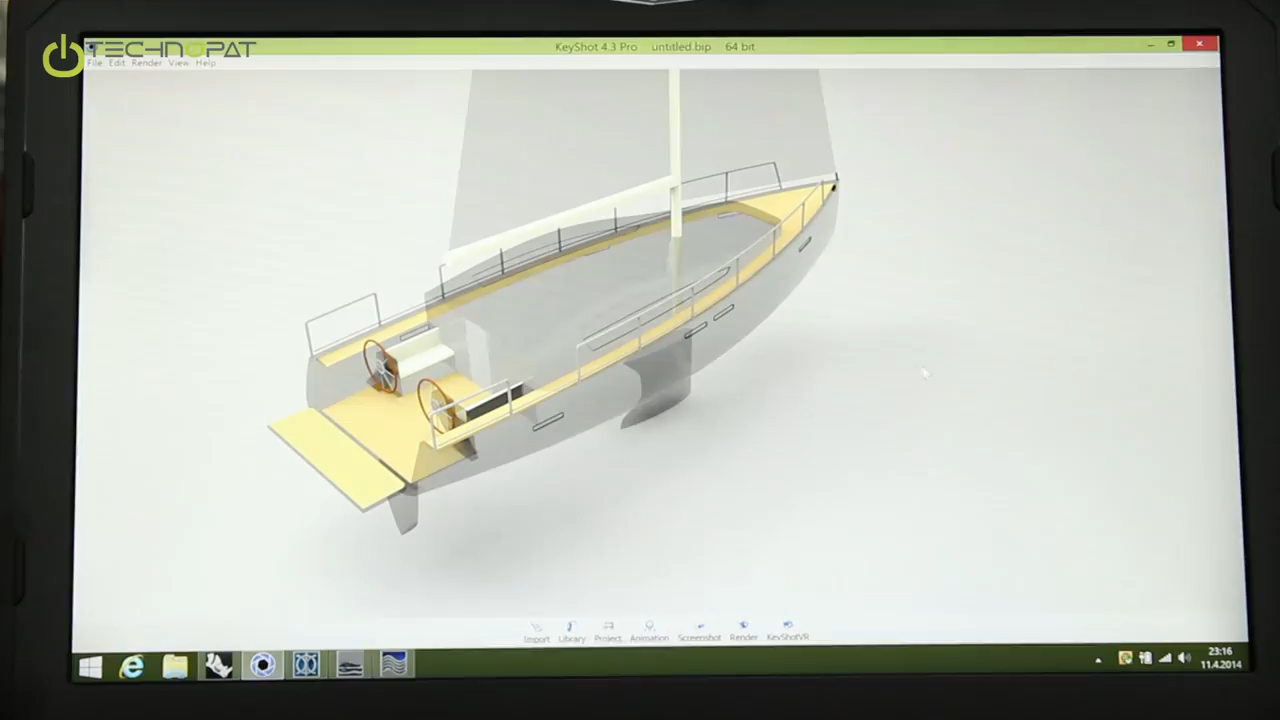 TECHNOPAT
KeyShot 4.3 Pro untitled.bip 64 bit
File Edit Render View Help
Import Library Project Animation Screenshot Render KeyShotVR
23:16
11.4.2014